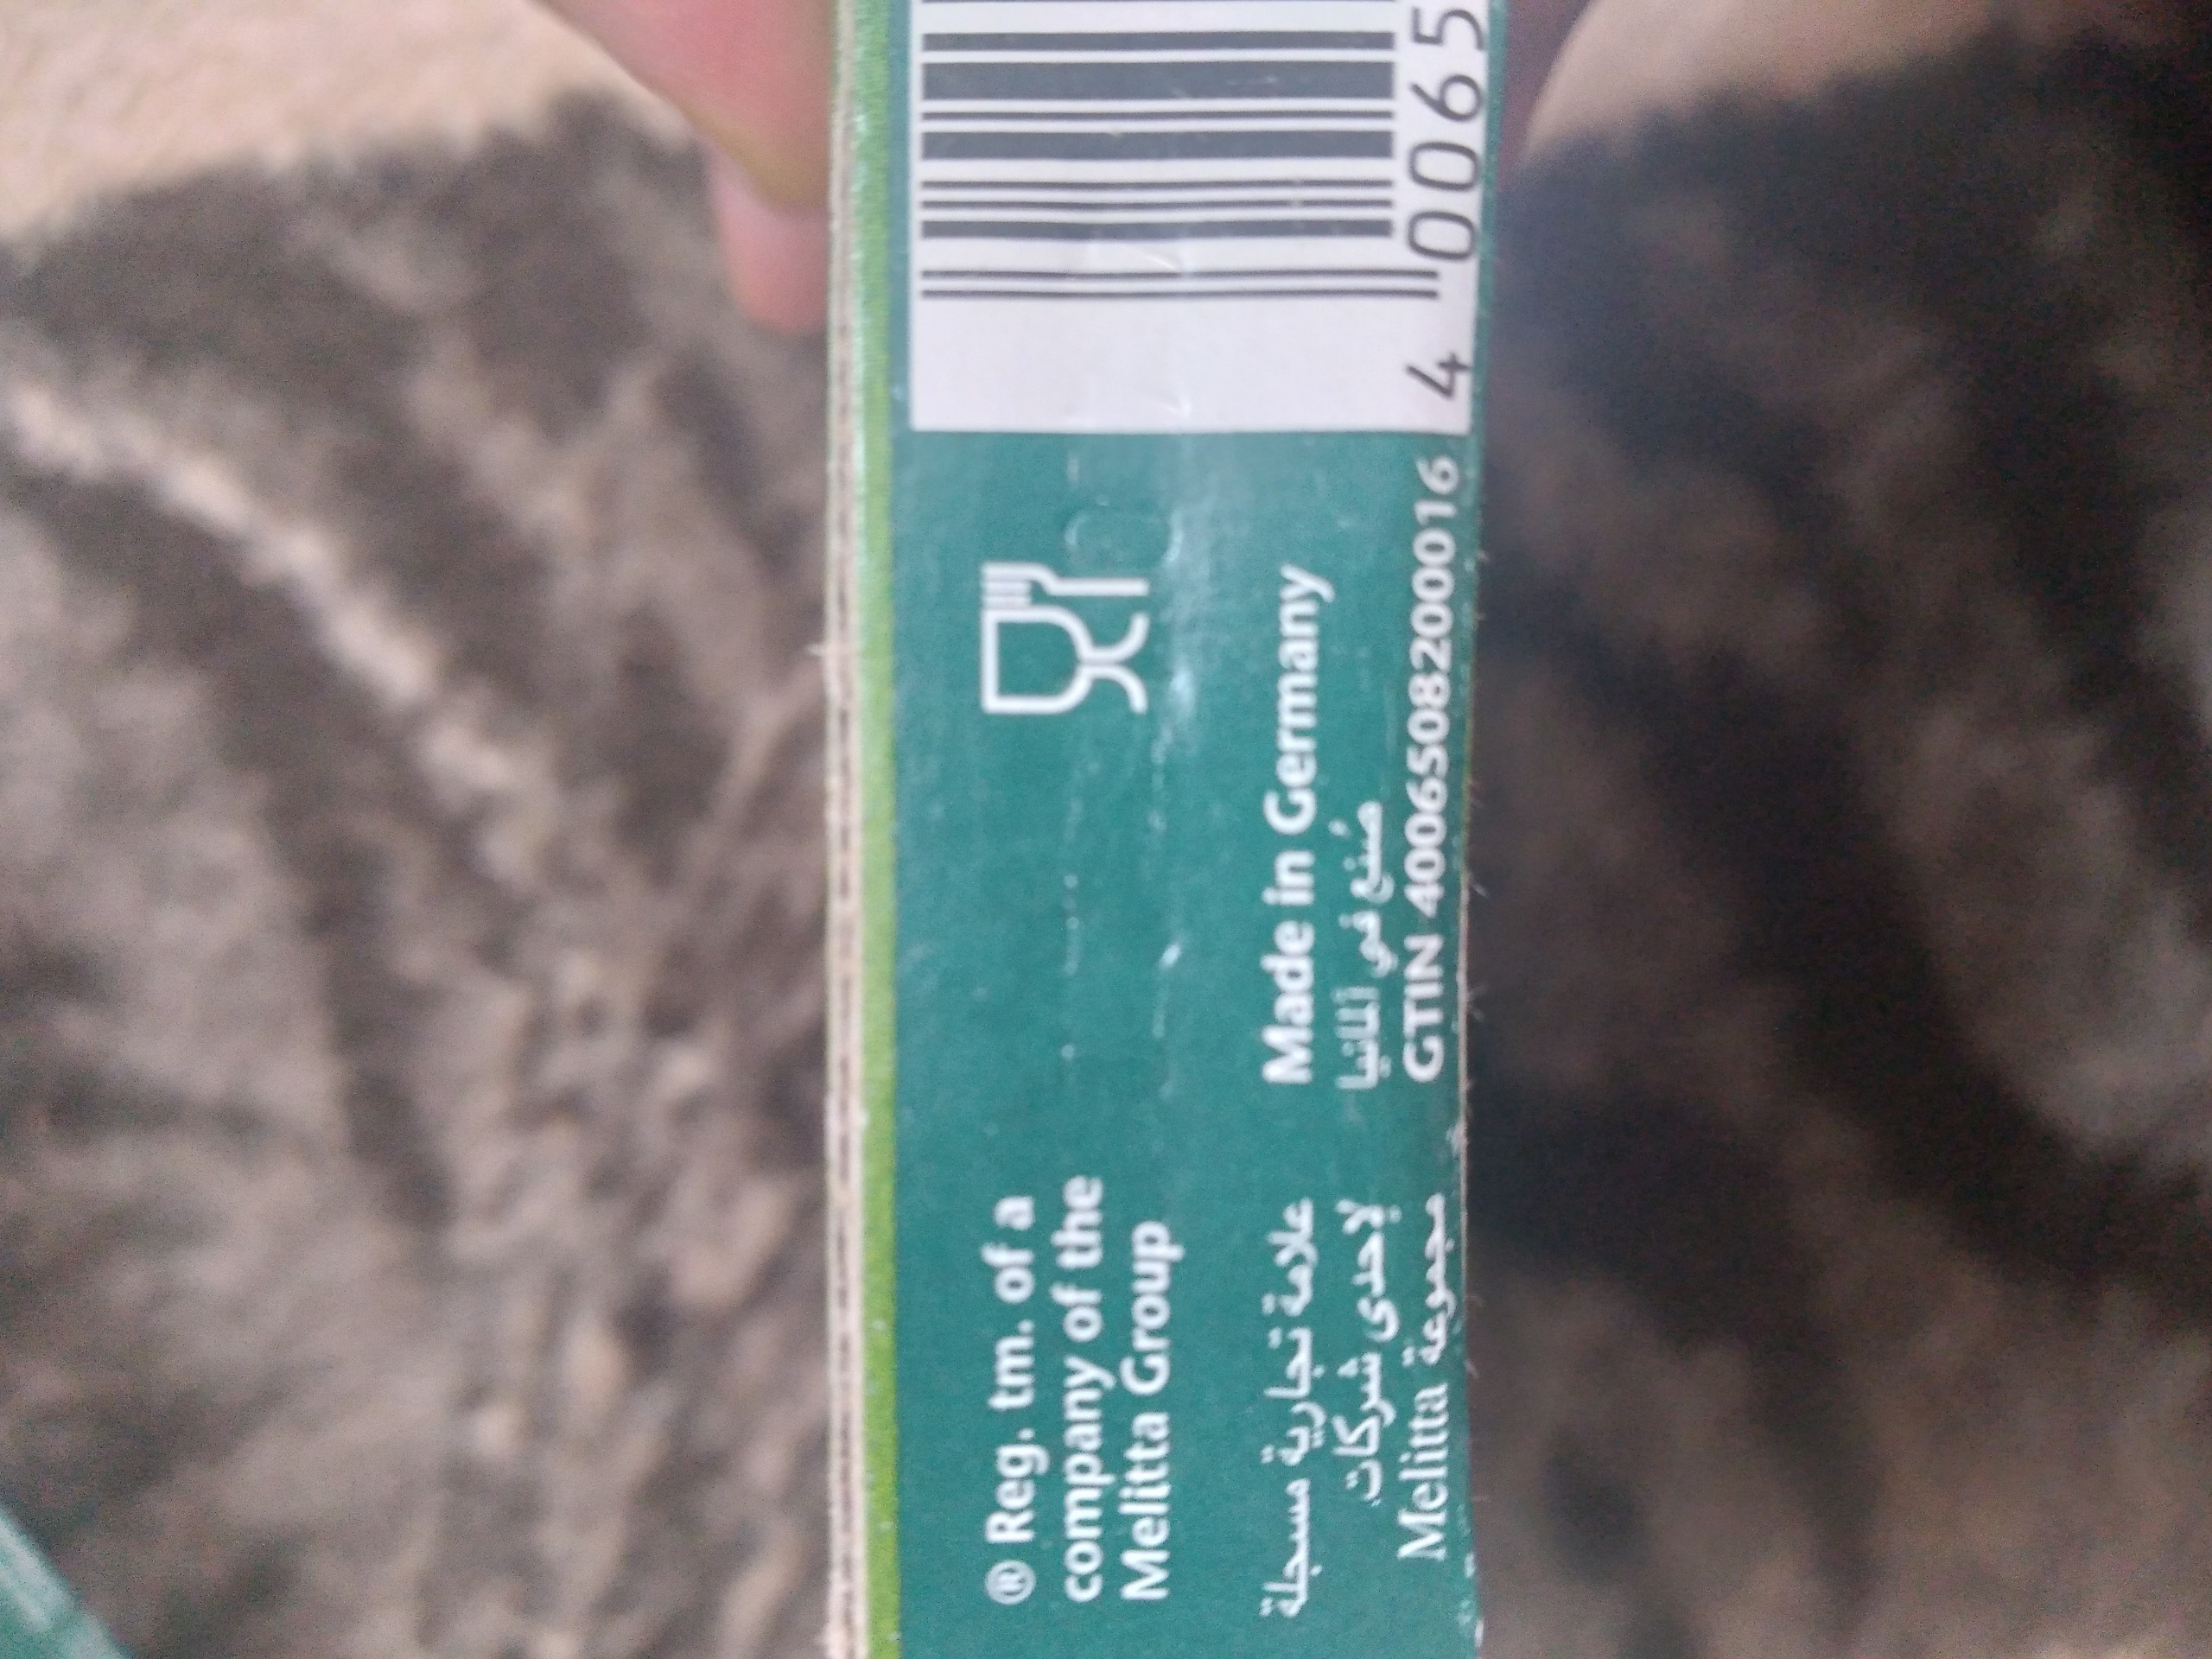 ® Reg. tm. of a
company of the
Melitta Group
علامة تجارية مسجلة
لإحدى شركات
مجموعة Melitta
Made in Germany
صُنع في ألمانيا
GTIN 4006508200016
4 0065